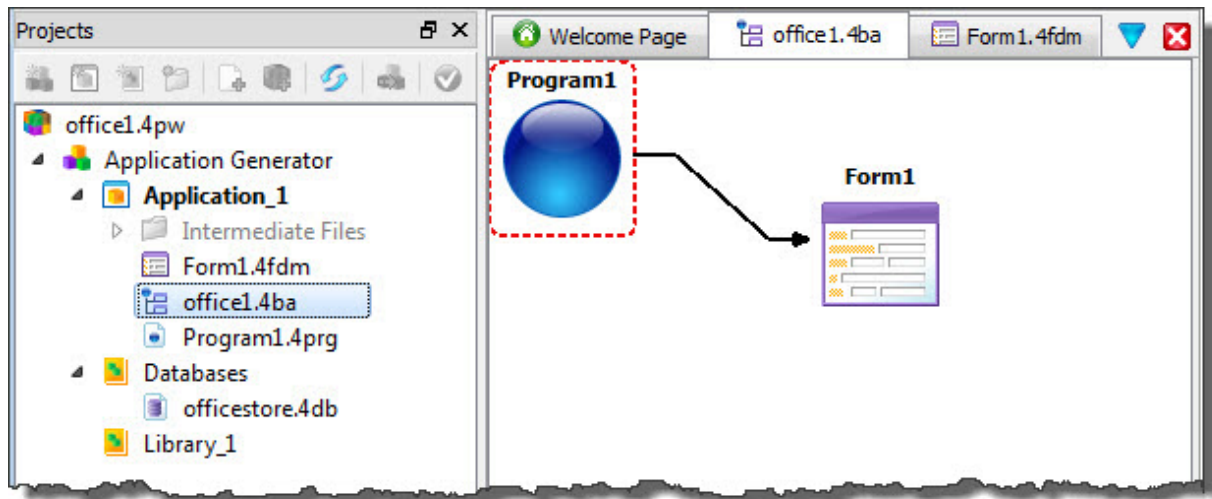 Projects
office1.4pw
Application Generator
Application_1
Intermediate Files
Form1.4fdm
office1.4ba
Program1.4prg
Databases
officestore.4db
Library_1
Welcome Page
office1.4ba
Form1.4fdm
Program1
Form1